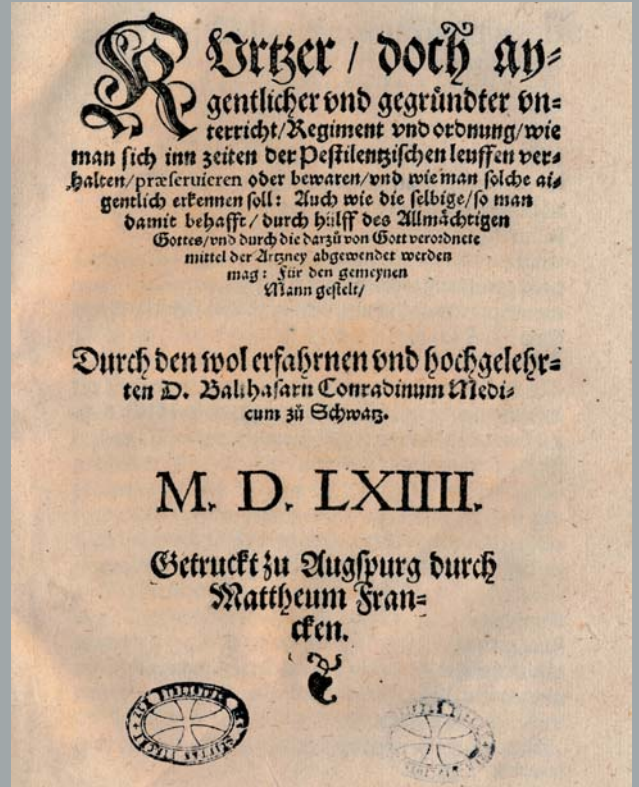 KUrtzer / doch ay⸗
gentlicher vnd gegründter vn⸗
terricht/Regiment vnd ordnung/wie
man sich inn zeiten der Pestilentzischen leuffen ver⸗
halten/præseruieren oder bewaren/vnd wie man solche ai⸗
gentlich erkennen soll: Auch wie die selbige/so man
damit behafft/durch hülff des Allmächtigen
Gottes/vnd durch die darzů von Gott verordnete
mittel der Artzney abgewendet werden
mag: Für den gemeynen
Mann gestelt/
Durch den wol erfahrnen vnd hochgelehr⸗
ten D. Balthasarn Conradinum Medi⸗
cum zů Schwatz.
M. D. LXIIII.
Getruckt zu Augspurg durch
Mattheum Fran⸗
cken.